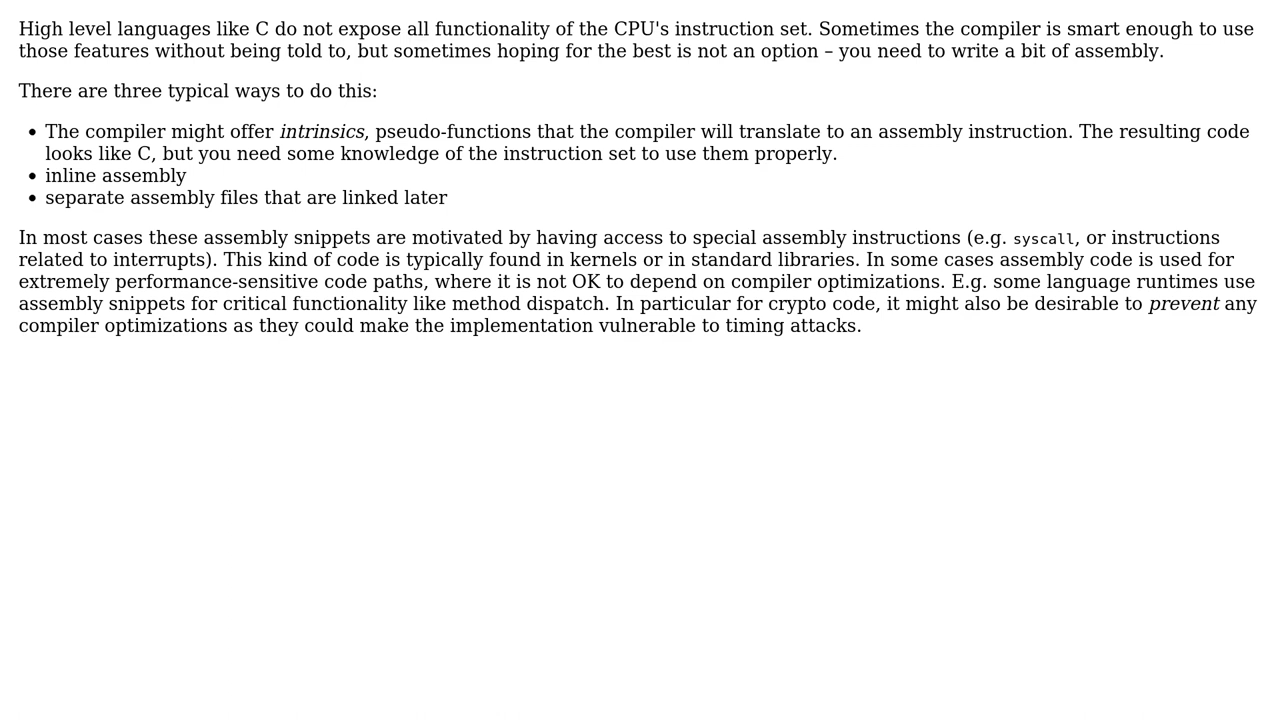 High level languages like C do not expose all functionality of the CPU's instruction set. Sometimes the compiler is smart enough to use
those features without being told to, but sometimes hoping for the best is not an option – you need to write a bit of assembly.
There are three typical ways to do this:
• The compiler might offer intrinsics, pseudo-functions that the compiler will translate to an assembly instruction. The resulting code
looks like C, but you need some knowledge of the instruction set to use them properly.
• inline assembly
• separate assembly files that are linked later
In most cases these assembly snippets are motivated by having access to special assembly instructions (e.g. syscall, or instructions
related to interrupts). This kind of code is typically found in kernels or in standard libraries. In some cases assembly code is used for
extremely performance-sensitive code paths, where it is not OK to depend on compiler optimizations. E.g. some language runtimes use
assembly snippets for critical functionality like method dispatch. In particular for crypto code, it might also be desirable to prevent any
compiler optimizations as they could make the implementation vulnerable to timing attacks.